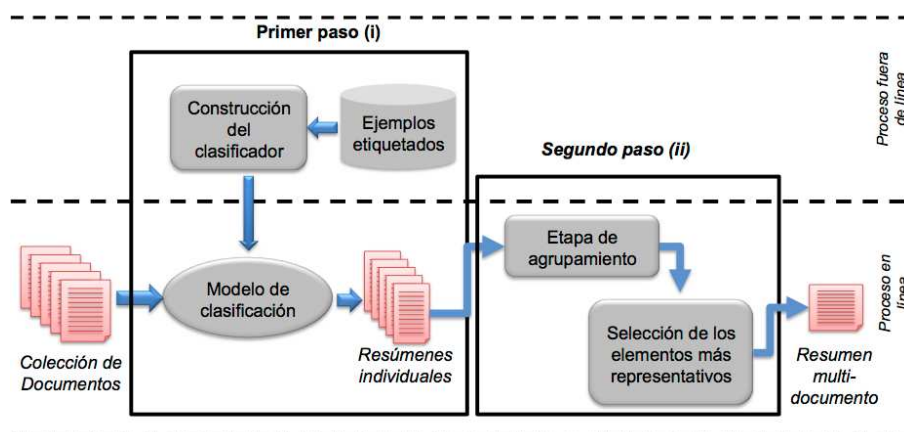 Primer paso (i)
Construcción
del
clasificador
Ejemplos
etiquetados
Proceso fuera
de línea
Segundo paso (ii)
Etapa de
agrupamiento
Modelo de
clasificación
Selección de los
elementos más
representativos
Proceso en
línea
Colección de
Documentos
Resúmenes
individuales
Resumen
multi-
documento